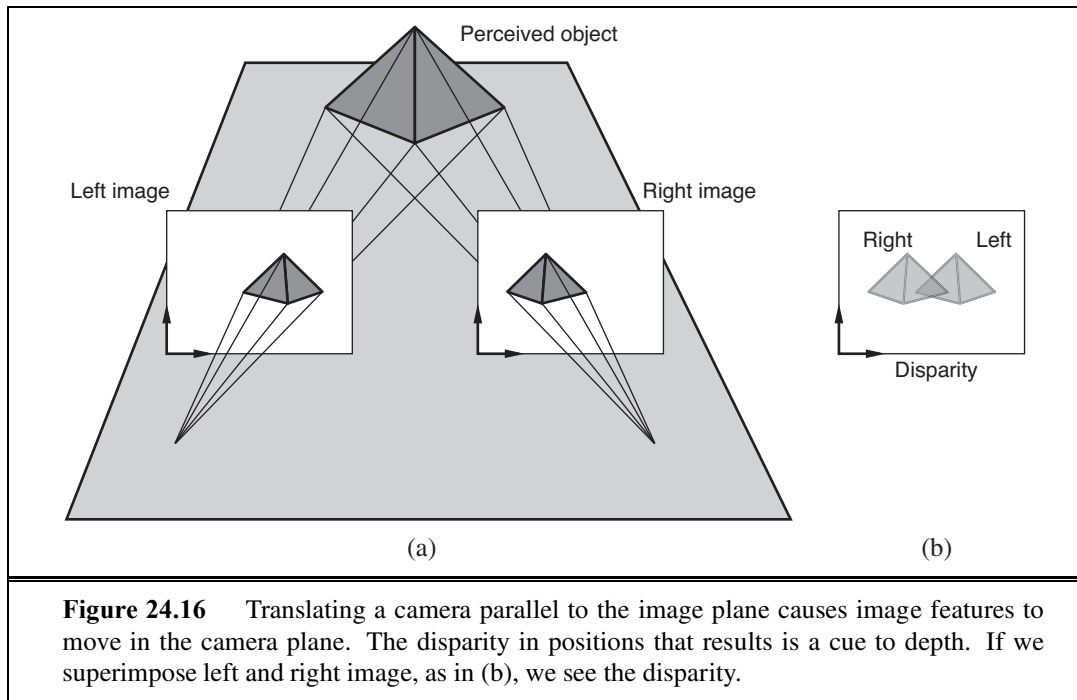 Perceived object
Left image
Right image
Right Left
Disparity
(a)
(b)
Figure 24.16 Translating a camera parallel to the image plane causes image features to
move in the camera plane. The disparity in positions that results is a cue to depth. If we
superimpose left and right image, as in (b), we see the disparity.